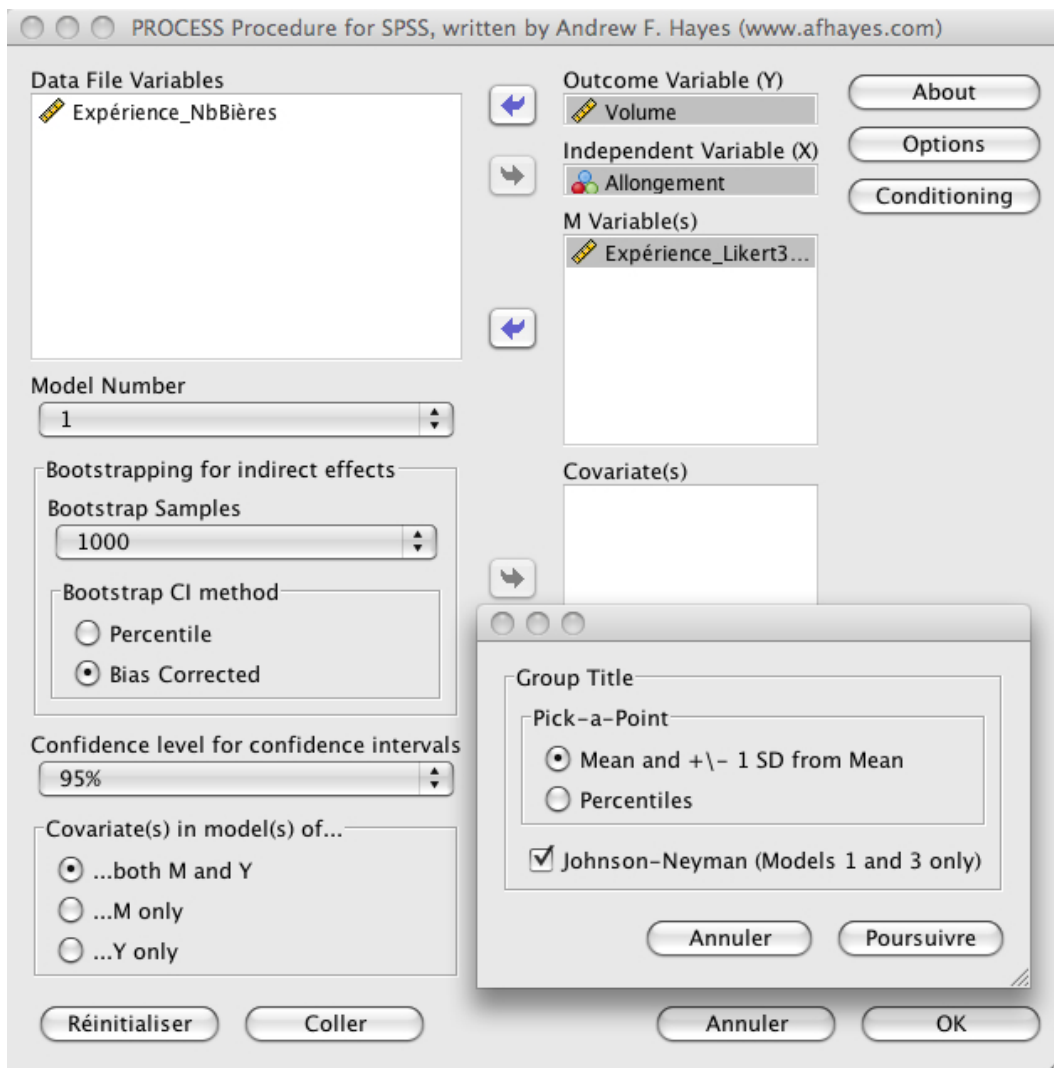 PROCESS Procedure for SPSS, written by Andrew F. Hayes (www.afhayes.com)
Data File Variables
Expérience_NbBières
Outcome Variable (Y)
Volume
Independent Variable (X)
Allongement
M Variable(s)
Expérience_Likert3...
About
Options
Conditioning
Model Number
1
Bootstrapping for indirect effects
Bootstrap Samples
1000
Bootstrap CI method
Percentile
Bias Corrected
Covariate(s)
Confidence level for confidence intervals
95%
Covariate(s) in model(s) of...
...both M and Y
...M only
...Y only
Group Title
Pick-a-Point
Mean and +\- 1 SD from Mean
Percentiles
Johnson-Neyman (Models 1 and 3 only)
Annuler
Poursuivre
Réinitialiser
Coller
Annuler
OK